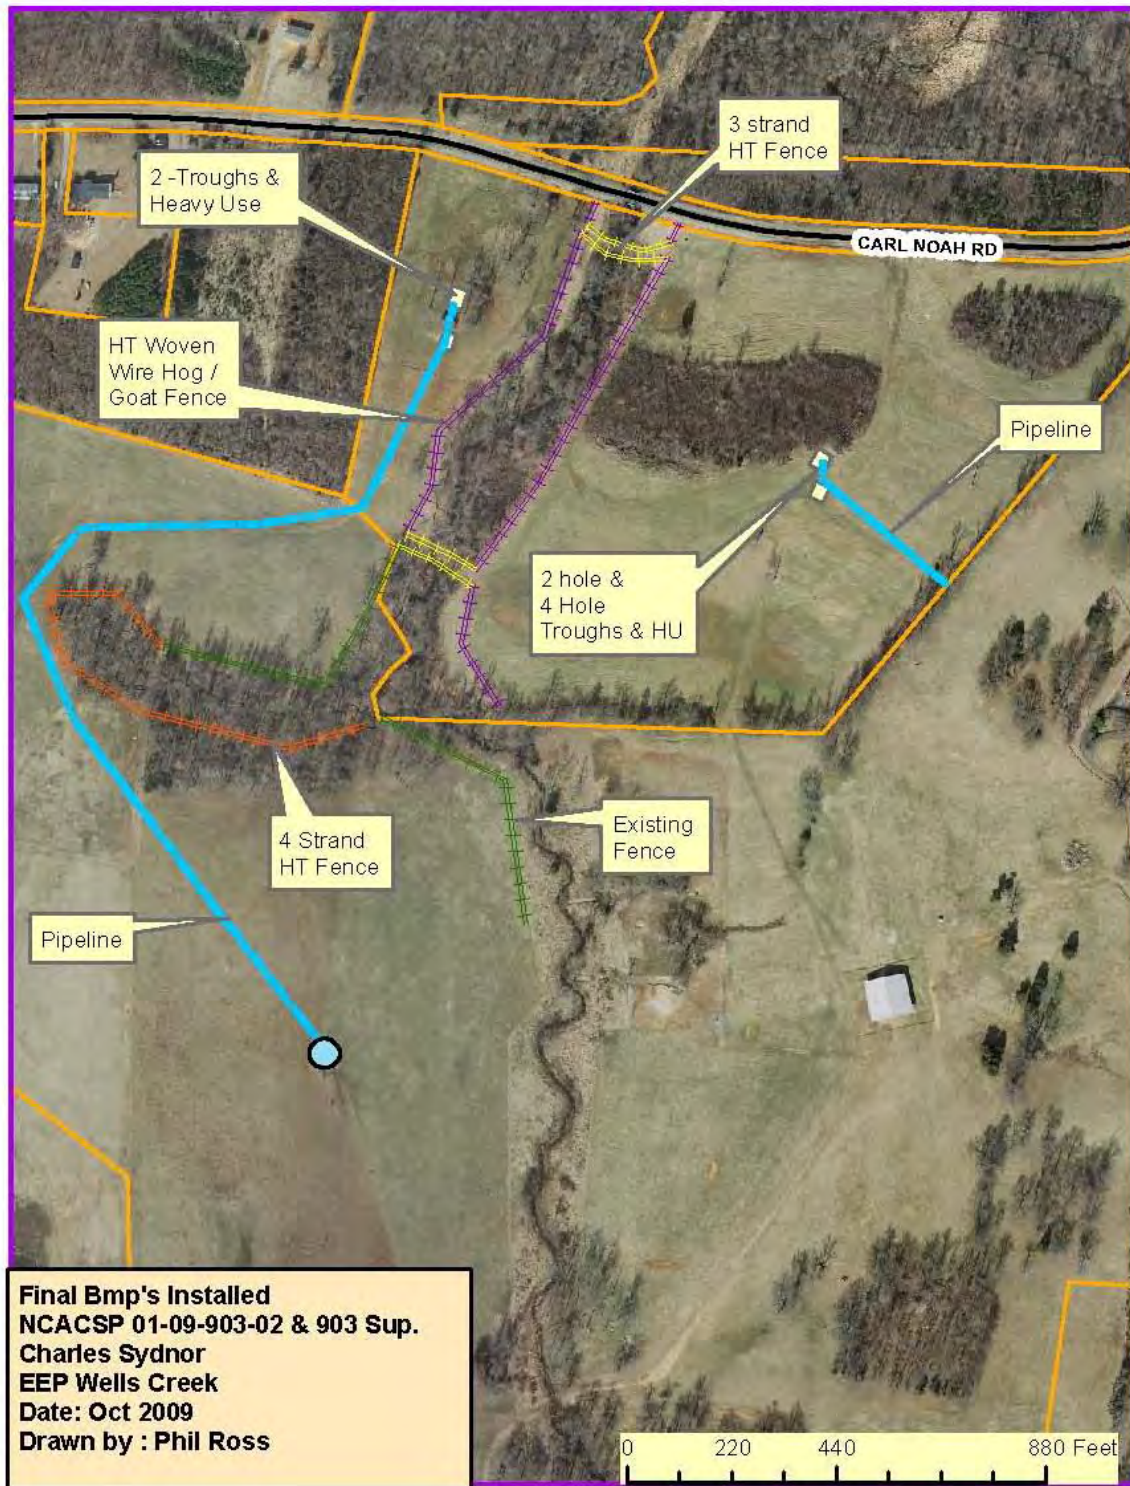 3 strand
HT Fence
2 -Troughs &
Heavy Use
CARL NOAH RD
HT Woven
Wire Hog /
Goat Fence
Pipeline
2 hole &
4 Hole
Troughs & HU
4 Strand
HT Fence
Existing
Fence
Pipeline
Final Bmp's Installed
NCACSP 01-09-903-02 & 903 Sup.
Charles Sydnor
EEP Wells Creek
Date: Oct 2009
Drawn by : Phil Ross
0 220 440 880 Feet